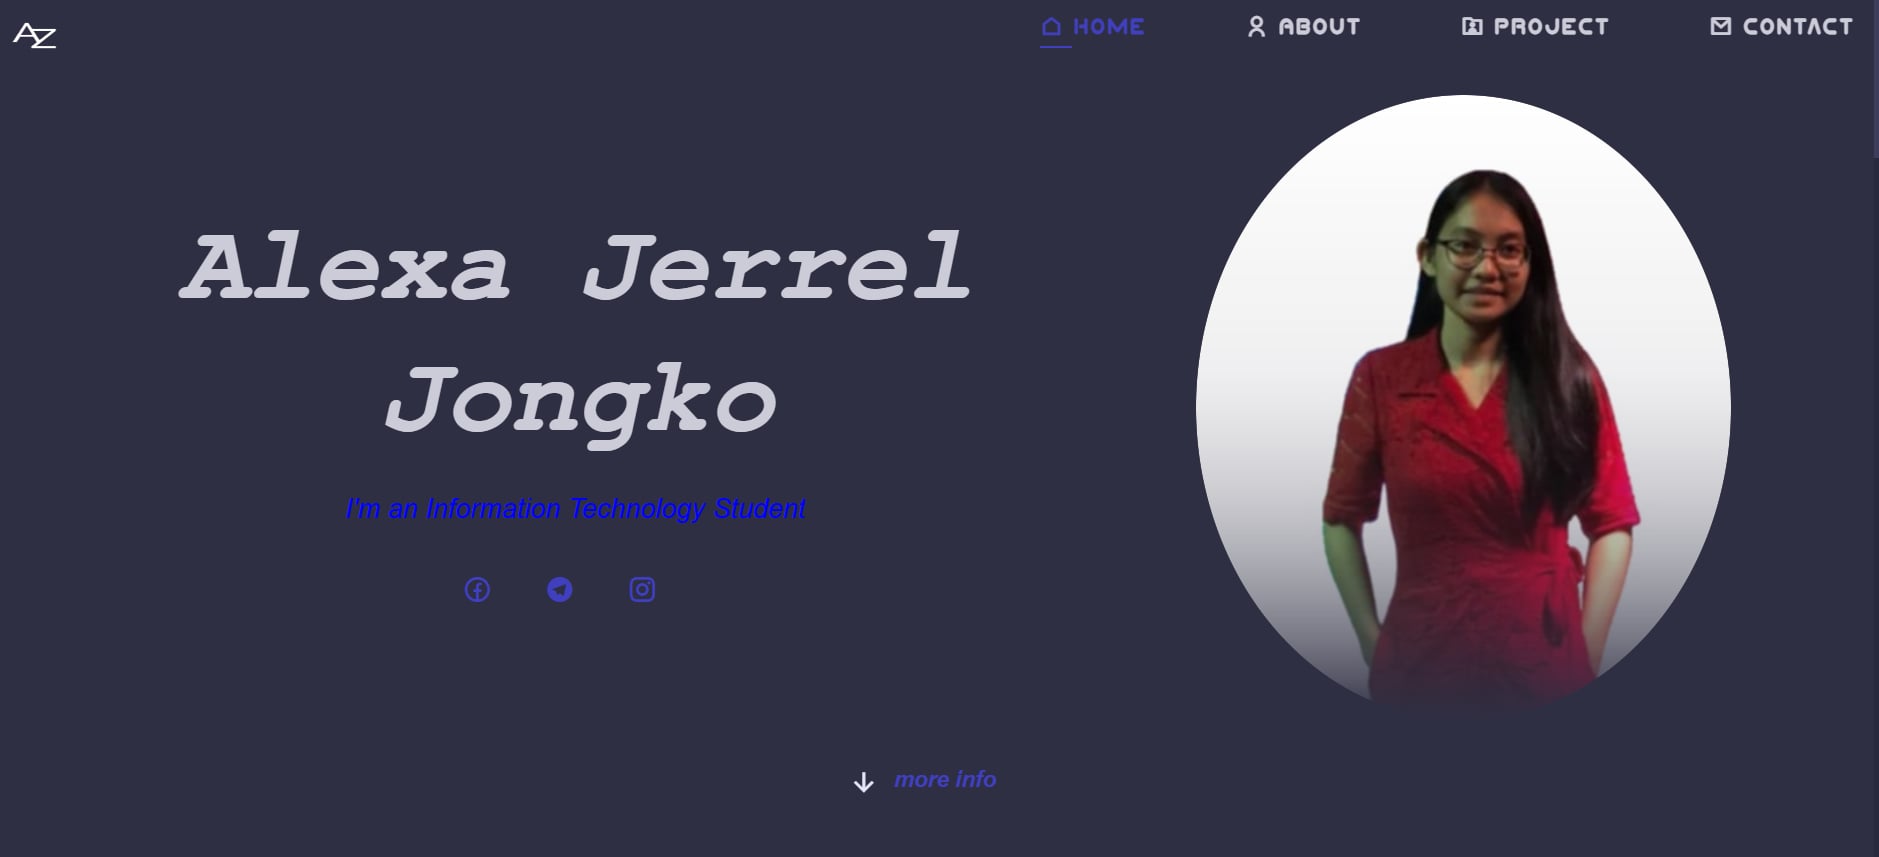 AZ
HOME
ABOUT
PROJECT
CONTACT
Alexa Jerrel
Jongko
I'm an Information Technology Student
more info